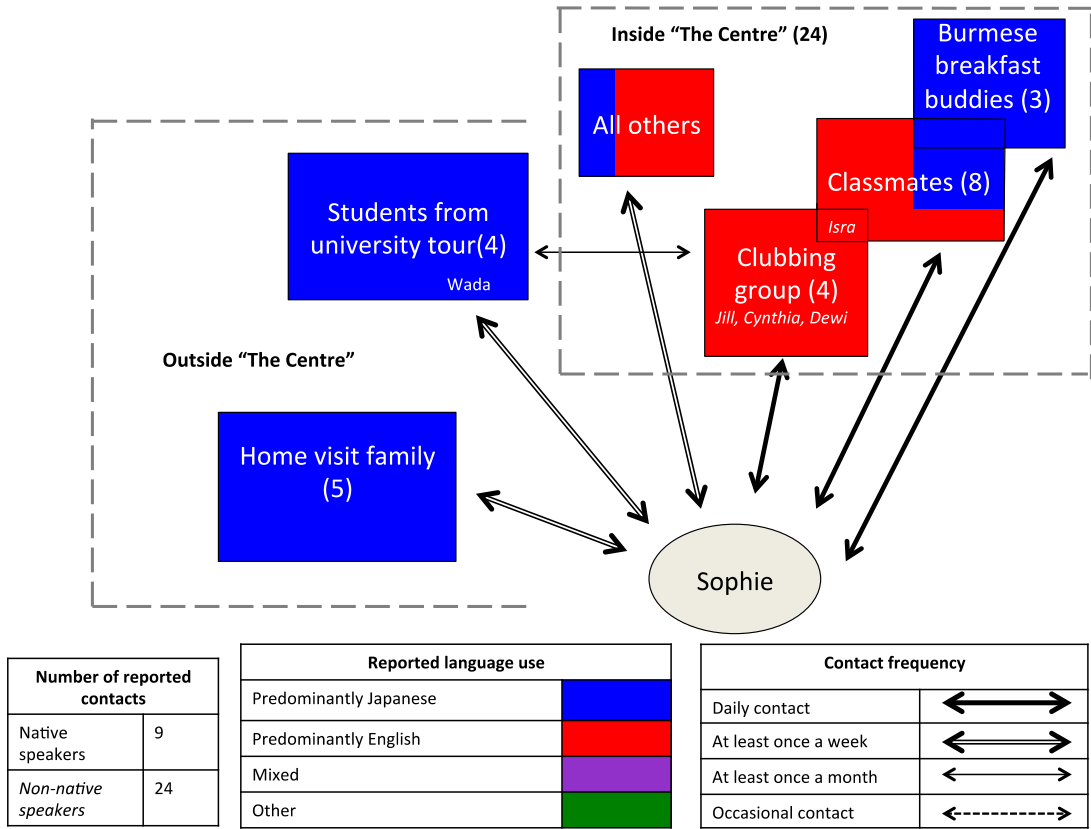 Inside “The Centre” (24)
Burmese
breakfast
buddies (3)
All others
Classmates (8)
Isra
Students from
university tour(4)
Wada
Clubbing
group (4)
Jill, Cynthia, Dewi
Outside “The Centre”
Home visit family
(5)
Sophie
Number of reported
contacts
Native
speakers
9
Non-native
speakers
24
Reported language use
Predominantly Japanese
Predominantly English
Mixed
Other
Contact frequency
Daily contact
At least once a week
At least once a month
Occasional contact